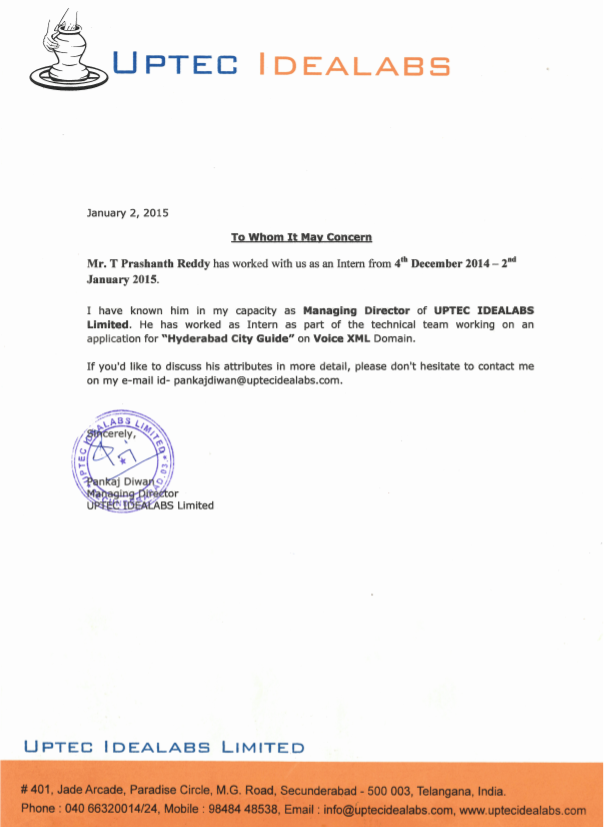 UPTEC IDEALABS
January 2, 2015
To Whom It May Concern
Mr. T Prashanth Reddy has worked with us as an Intern from 4th December 2014 – 2nd
January 2015.
I have known him in my capacity as Managing Director of UPTEC IDEALABS
Limited. He has worked as Intern as part of the technical team working on an
application for "Hyderabad City Guide" on Voice XML Domain.
If you'd like to discuss his attributes in more detail, please don't hesitate to contact me
on my e-mail id- pankajdiwan@uptecidealabs.com.
Sincerely,
UPTEC IDEALABS LIMITED
Pankaj Diwan
Managing Director
UPTEC IDEALABS Limited
UPTEC IDEALABS LIMITED
# 401, Jade Arcade, Paradise Circle, M.G. Road, Secunderabad - 500 003, Telangana, India.
Phone : 040 66320014/24, Mobile : 98484 48538, Email : info@uptecidealabs.com, www.uptecidealabs.com